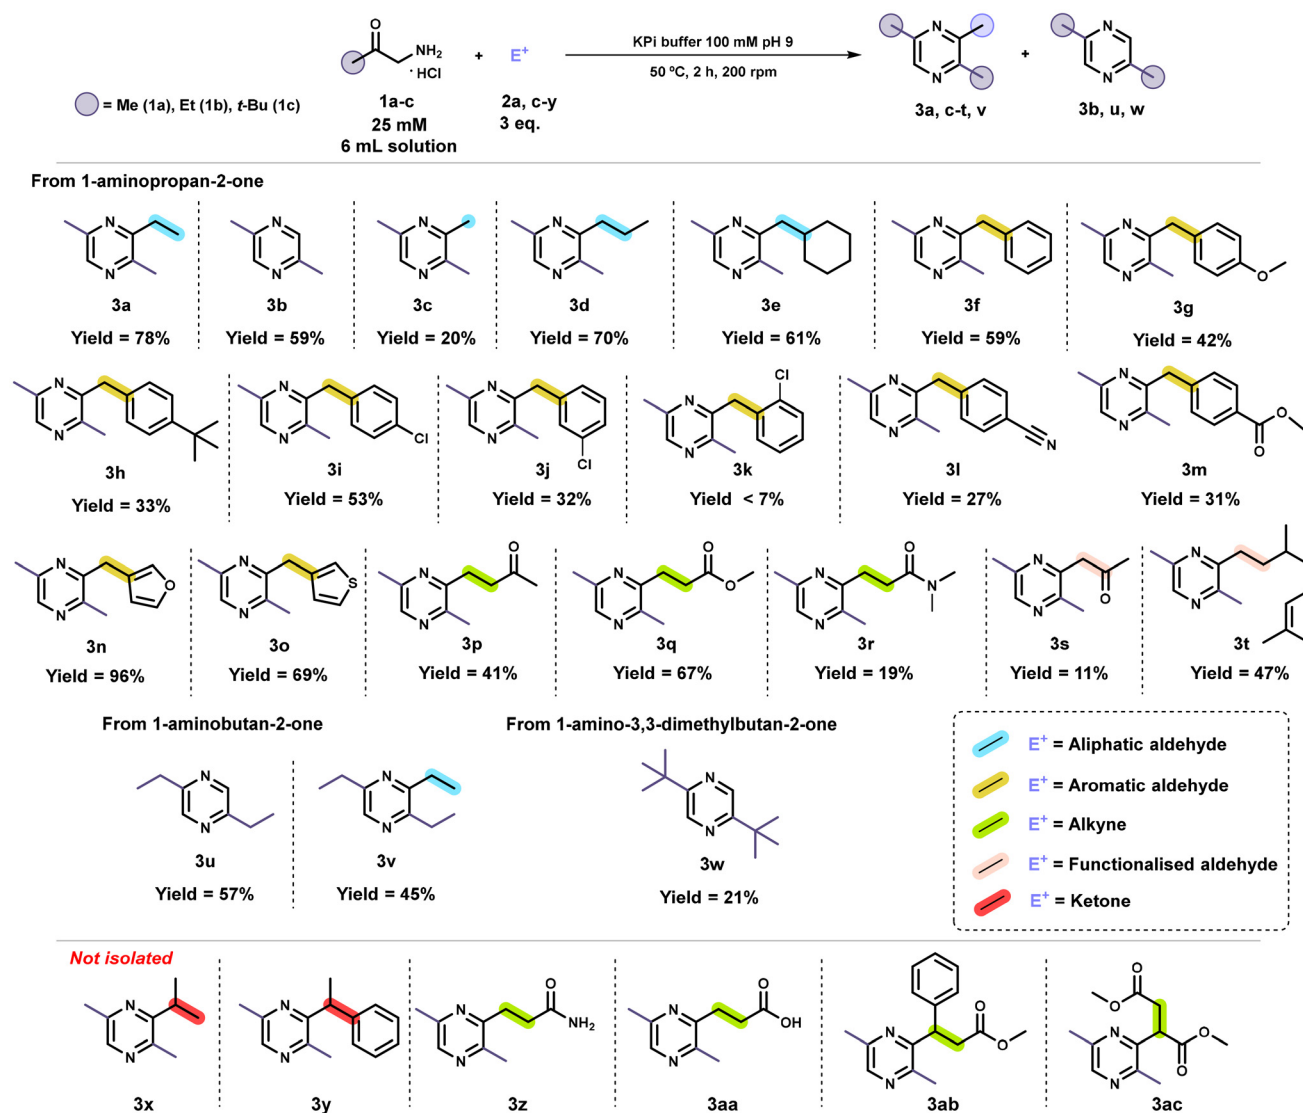 O
NH₂
· HCl
= Me (1a), Et (1b), t-Bu (1c)
1a-c
25 mM
6 mL solution
+
E⁺
2a, c-y
3 eq.
KPi buffer 100 mM pH 9
50 ºC, 2 h, 200 rpm
N
N
3a, c-t, v
+
N
N
3b, u, w
From 1-aminopropan-2-one
N
N
3a
Yield = 78%
N
N
3b
Yield = 59%
N
N
3c
Yield = 20%
N
N
3d
Yield = 70%
N
N
3e
Yield = 61%
N
N
3f
Yield = 59%
N
N
O
3g
Yield = 42%
N
N
3h
Yield = 33%
N
N
Cl
3i
Yield = 53%
N
N
Cl
3j
Yield = 32%
Cl
N
N
3k
Yield < 7%
N
N
N
3l
Yield = 27%
N
N
O
O
3m
Yield = 31%
N
N
O
3n
Yield = 96%
N
N
S
3o
Yield = 69%
O
N
N
3p
Yield = 41%
O
N
O
N
3q
Yield = 67%
O
N
N
N
3r
Yield = 19%
N
N
O
3s
Yield = 11%
N
N
3t
Yield = 47%
From 1-aminobutan-2-one
N
N
3u
Yield = 57%
N
N
3v
Yield = 45%
From 1-amino-3,3-dimethylbutan-2-one
N
N
3w
Yield = 21%
E⁺ = Aliphatic aldehyde
E⁺ = Aromatic aldehyde
E⁺ = Alkyne
E⁺ = Functionalised aldehyde
E⁺ = Ketone
Not isolated
N
N
3x
N
N
3y
O
N
NH₂
N
3z
O
N
OH
N
3aa
O
N
O
N
3ab
O
O
O
N
N
O
3ac